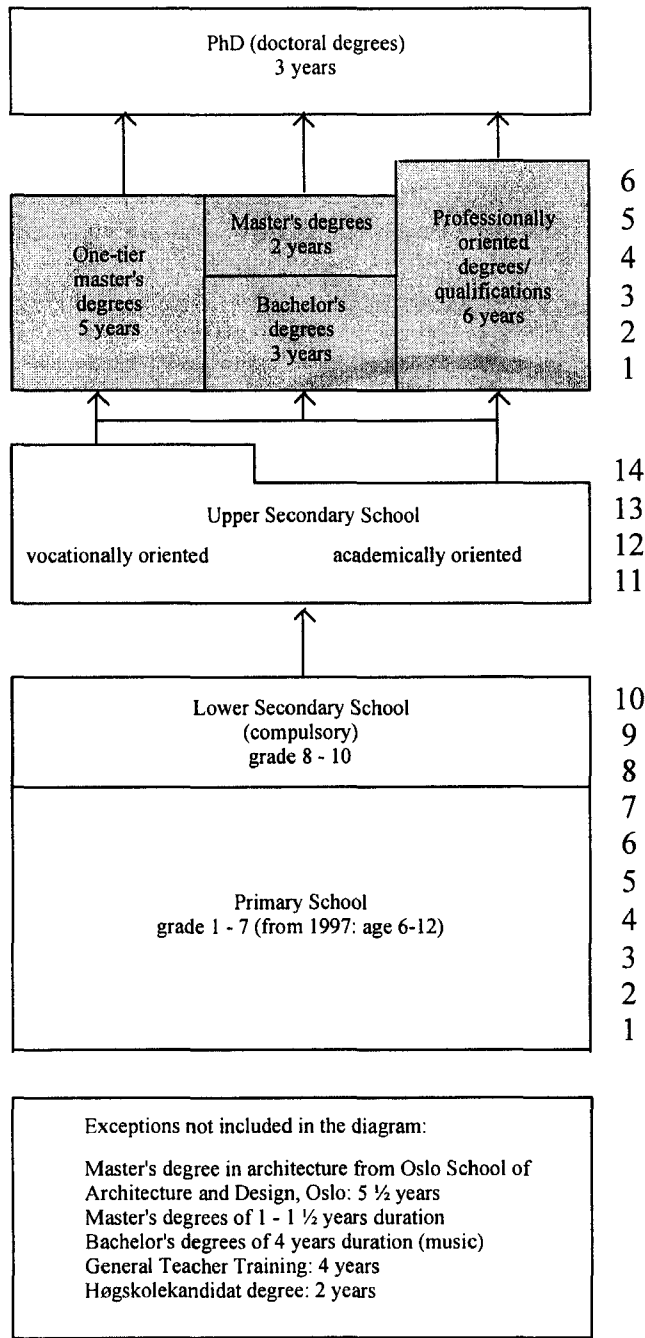 PhD (doctoral degrees)
3 years
6
5
4
3
2
1
One-tier
master's
degrees
5 years
Master's degrees
2 years
Bachelor's
degrees
3 years
Professionally
oriented
degrees/
qualifications
6 years
14
13
12
11
Upper Secondary School
vocationally oriented
academically oriented
10
9
8
Lower Secondary School
(compulsory)
grade 8 - 10
7
6
5
4
3
2
1
Primary School
grade 1 - 7 (from 1997: age 6-12)
Exceptions not included in the diagram:
Master's degree in architecture from Oslo School of
Architecture and Design, Oslo: 5 ½ years
Master's degrees of 1 - 1 ½ years duration
Bachelor's degrees of 4 years duration (music)
General Teacher Training: 4 years
Høgskolekandidat degree: 2 years